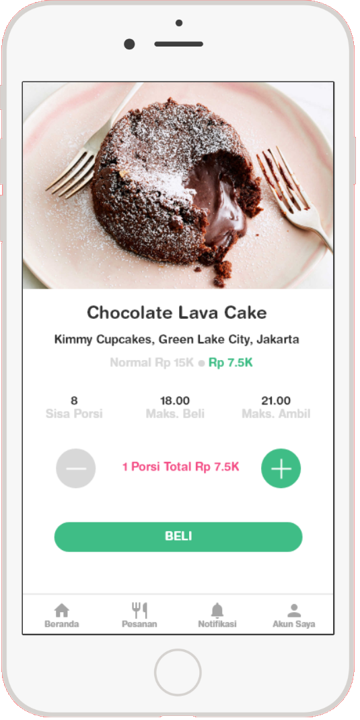 Chocolate Lava Cake
Kimmy Cupcakes, Green Lake City, Jakarta
Normal Rp 15K Rp 7.5K
8 18.00 21.00
Sisa Porsi Maks. Beli Maks. Ambil
1 Porsi Total Rp 7.5K
BELI
Beranda Pesanan Notifikasi Akun Saya